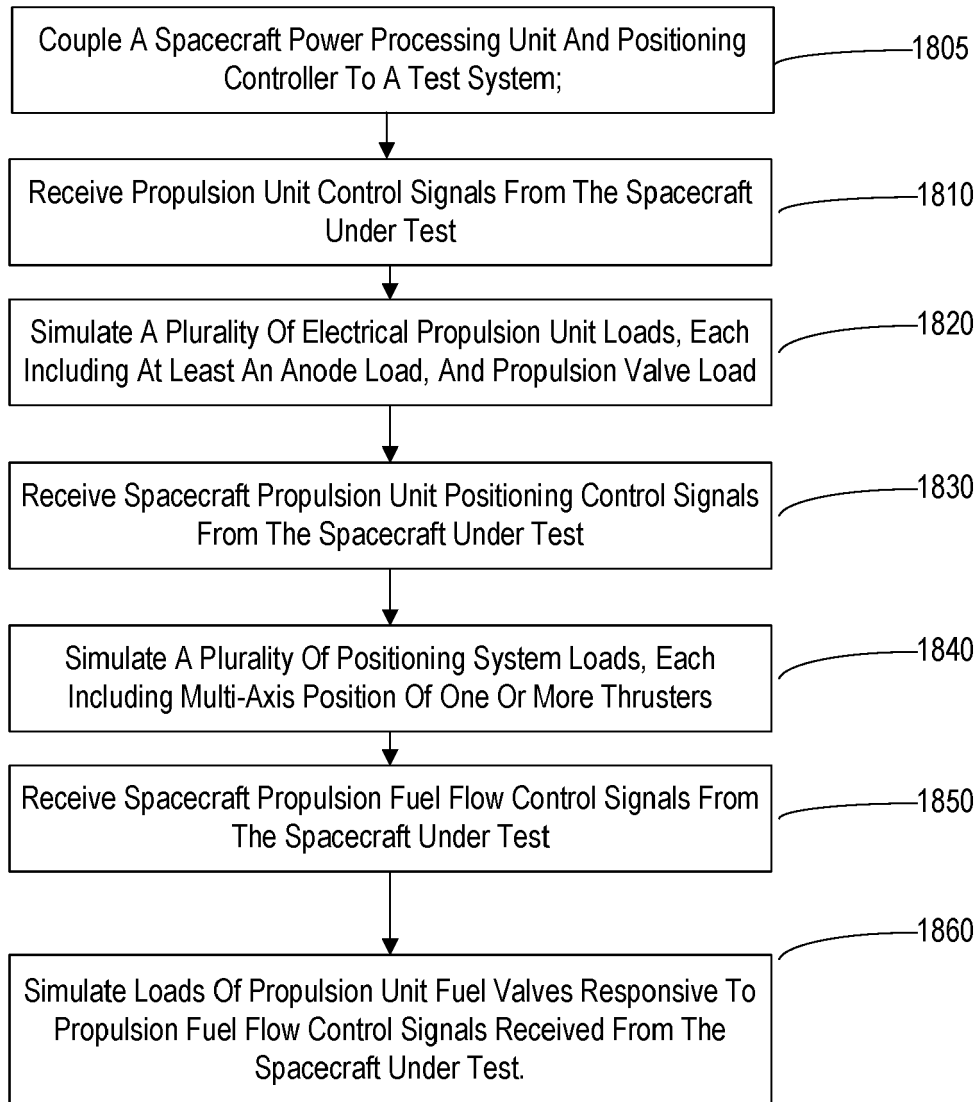 Couple A Spacecraft Power Processing Unit And Positioning
Controller To A Test System;
1805
Receive Propulsion Unit Control Signals From The Spacecraft
Under Test
1810
Simulate A Plurality Of Electrical Propulsion Unit Loads, Each
Including At Least An Anode Load, And Propulsion Valve Load
1820
Receive Spacecraft Propulsion Unit Positioning Control Signals
From The Spacecraft Under Test
1830
Simulate A Plurality Of Positioning System Loads, Each
Including Multi-Axis Position Of One Or More Thrusters
1840
Receive Spacecraft Propulsion Fuel Flow Control Signals From
The Spacecraft Under Test
1850
Simulate Loads Of Propulsion Unit Fuel Valves Responsive To
Propulsion Fuel Flow Control Signals Received From The
Spacecraft Under Test.
1860